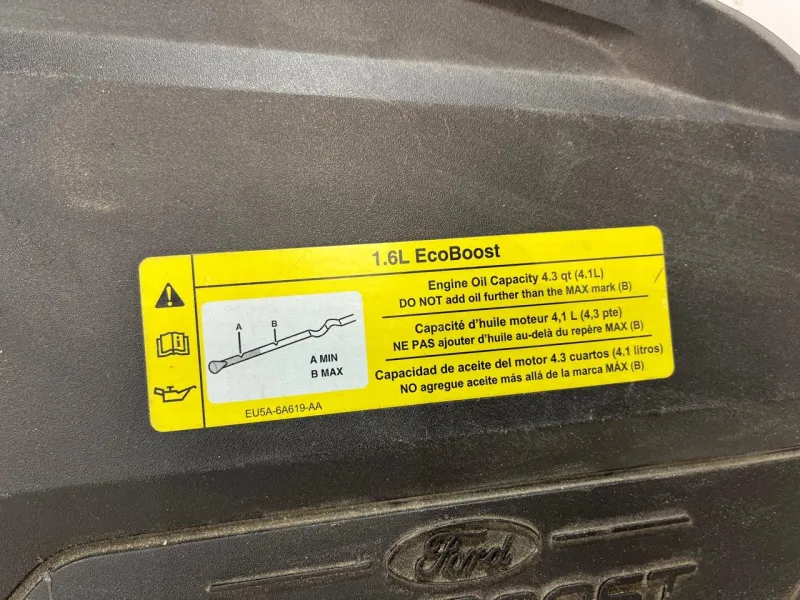 1.6L EcoBoost
Engine Oil Capacity 4.3 qt (4.1L)
DO NOT add oil further than the MAX mark (B)
Capacité d'huile moteur 4,1 L (4,3 pte)
NE PAS ajouter d'huile au-delà du repère MAX (B)
Capacidad de aceite del motor 4.3 cuartos (4.1 litros)
NO agregue aceite más allá de la marca MÁX (B)
A
B
A MIN
B MAX
EU5A-6A619-AA
Ford